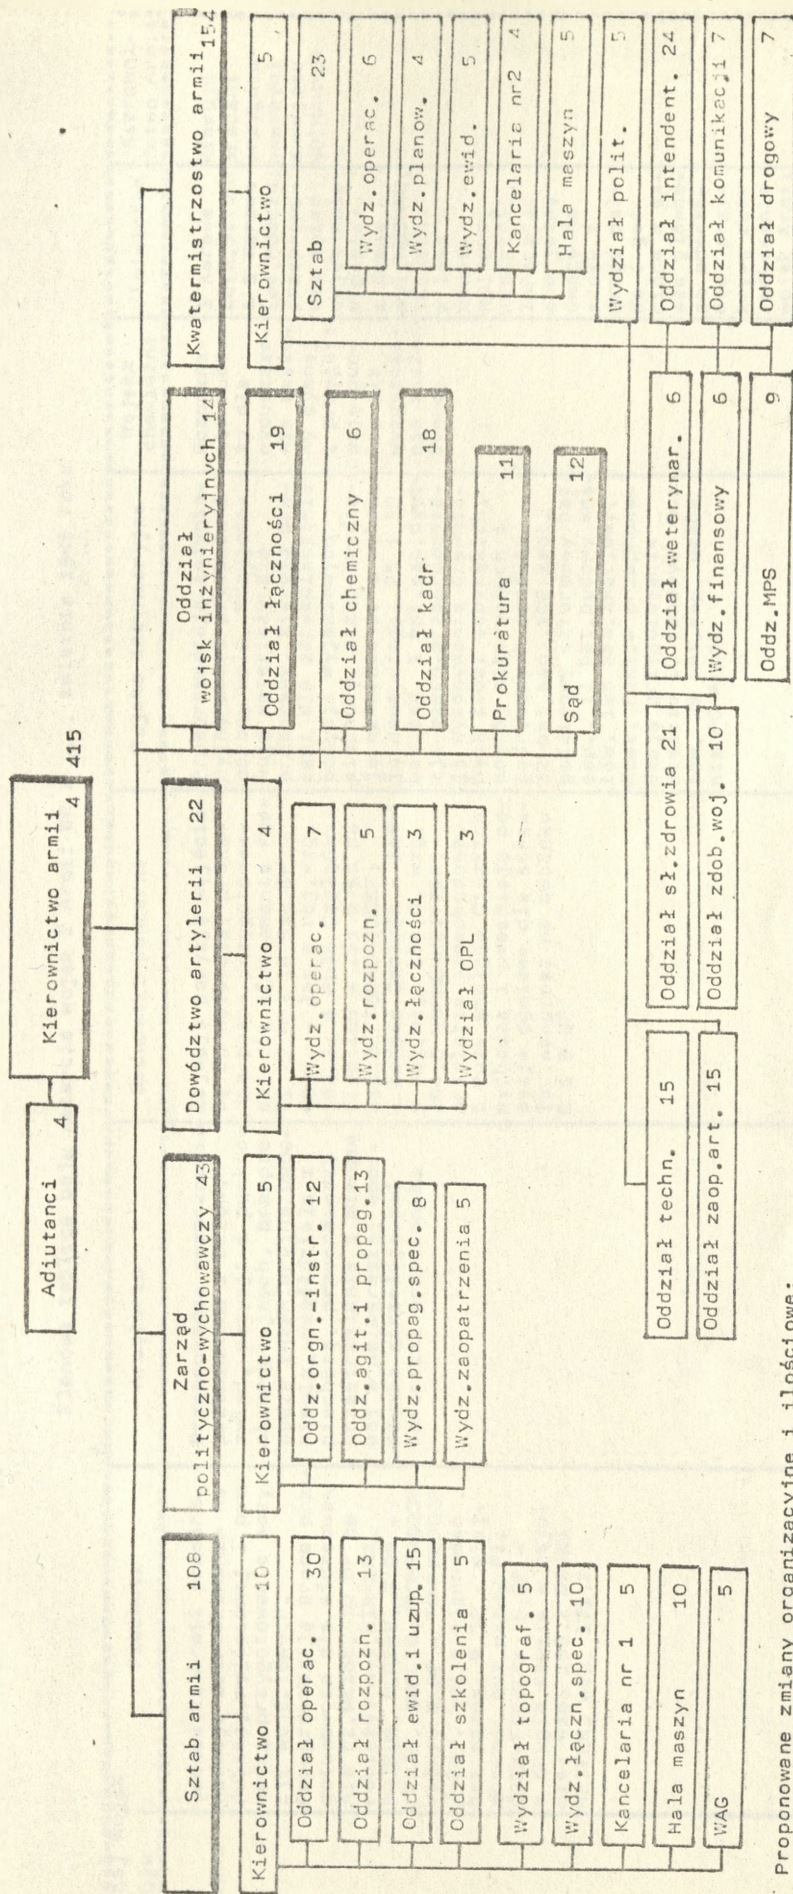 Kierownictwo armii
4 415
Adiutanci 4
Sztab armii 108
Kierownictwo 10
Oddział operac. 30
Oddział rozpozn. 13
Oddział ewid.i uzup. 15
Oddział szkolenia 5
Wydział topograf. 5
Wydz.łączn.spec. 10
Kancelaria nr 1 5
Hala maszyn 10
WAG 5
Zarząd
polityczno-wychowawczy 43
Kierownictwo 5
Oddz.orgn.-instr. 12
Oddz.agit.i propag.13
Wydz.propag.spec. 8
Wydz.zaopatrzenia 5
Dowództwo artylerii 22
Kierownictwo 4
Wydz.operac. 7
Wydz.rozpozn. 5
Wydz.łączności 3
Wydział OPL 3
Oddział
wojsk inżynieryjnych 14
Oddział łączności 19
Oddział chemiczny 6
Oddział kadr 18
Prokuratura 11
Sąd 12
Kwatermistrzostwo armii 154
Kierownictwo 5
Sztab 23
Wydz.operac. 6
Wydz.planow. 4
Wydz.ewid. 5
Kancelaria nr2 4
Hala maszyn 5
Wydział polit. 5
Oddział techn. 15
Oddział zaop.art. 15
Oddział sł.zdrowia 21
Oddział zdob.woj. 10
Oddział weterynar. 6
Wydz.finansowy 6
Oddz.MPS 9
Oddział intendent. 24
Oddział komunikacji 7
Oddział drogowy 7
Proponowane zmiany organizacyjne i ilościowe.